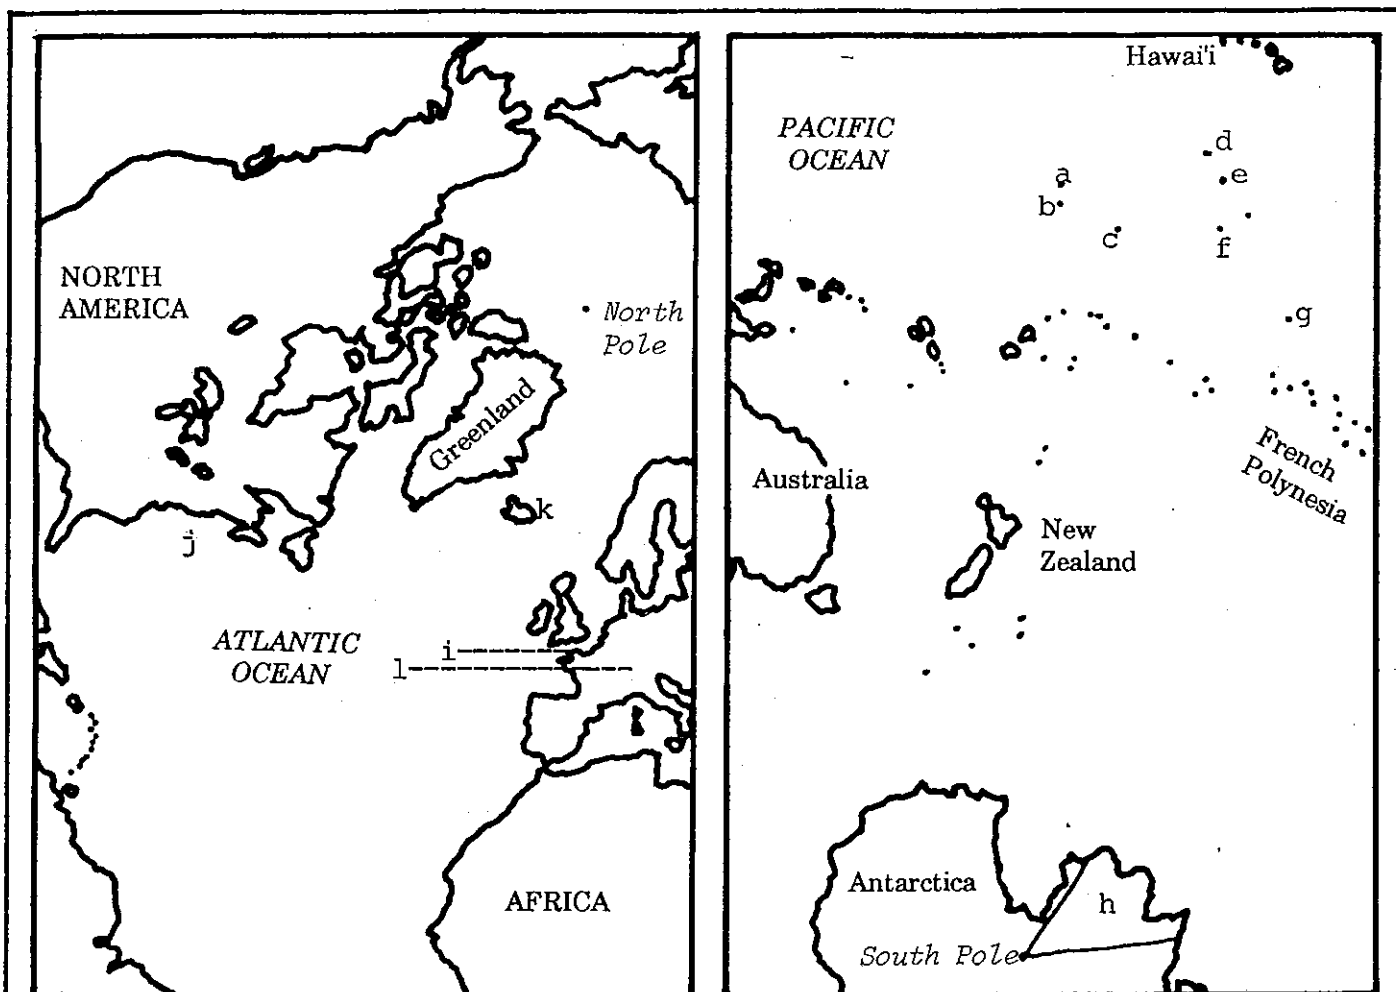 NORTH
AMERICA
North
Pole
Greenland
k
j
ATLANTIC
OCEAN
i
l
AFRICA
Hawai'i
PACIFIC
OCEAN
d
a
e
b
c
f
g
French
Polynesia
Australia
New
Zealand
Antarctica
h
South Pole